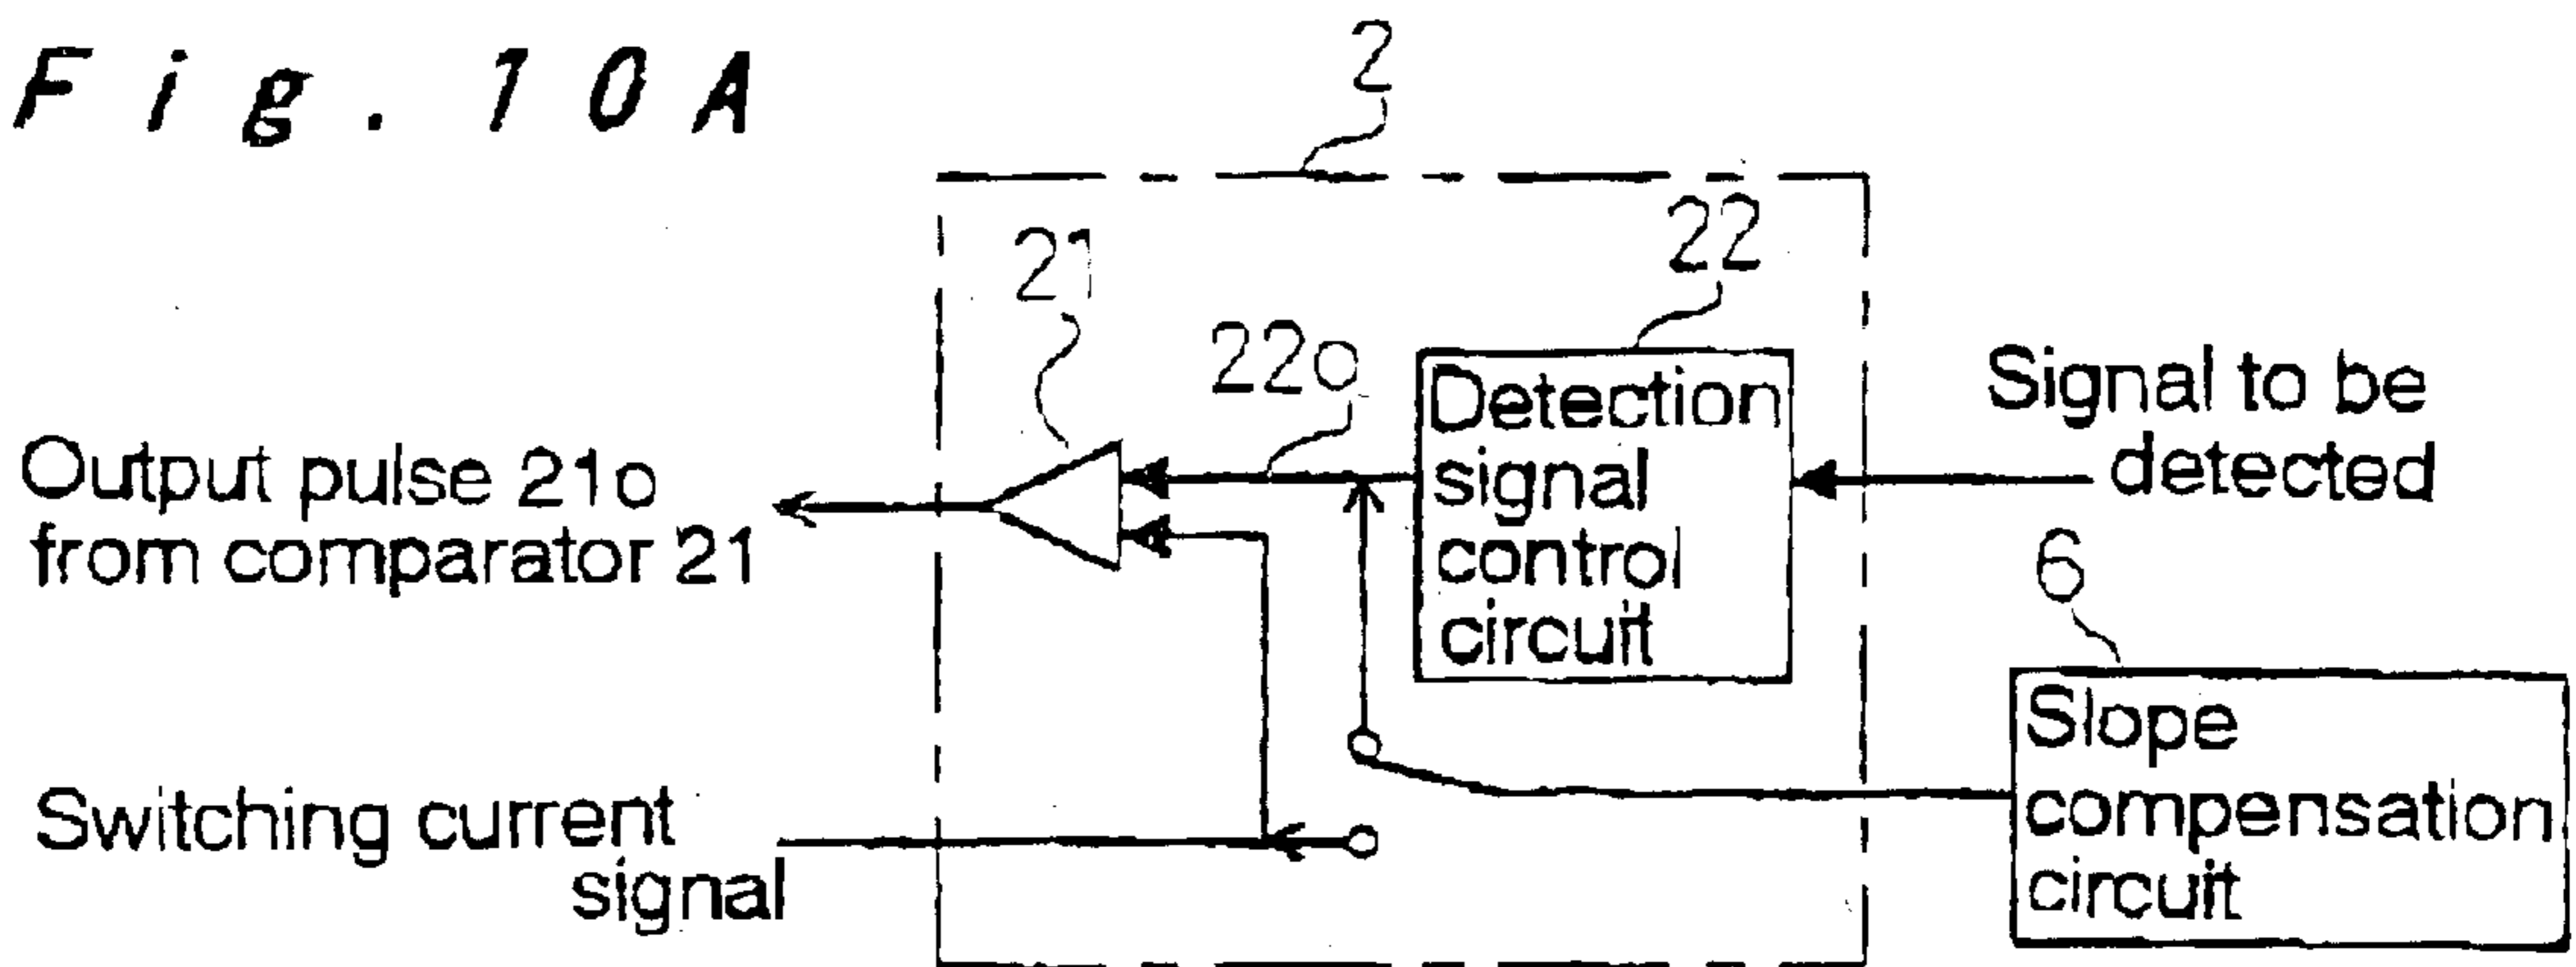 Fig. 10A
2
21
22
22o
Detection
signal
control
circuit
Signal to be
detected
Output pulse 21o
from comparator 21
6
Slope
compensation
circuit
Switching current
signal